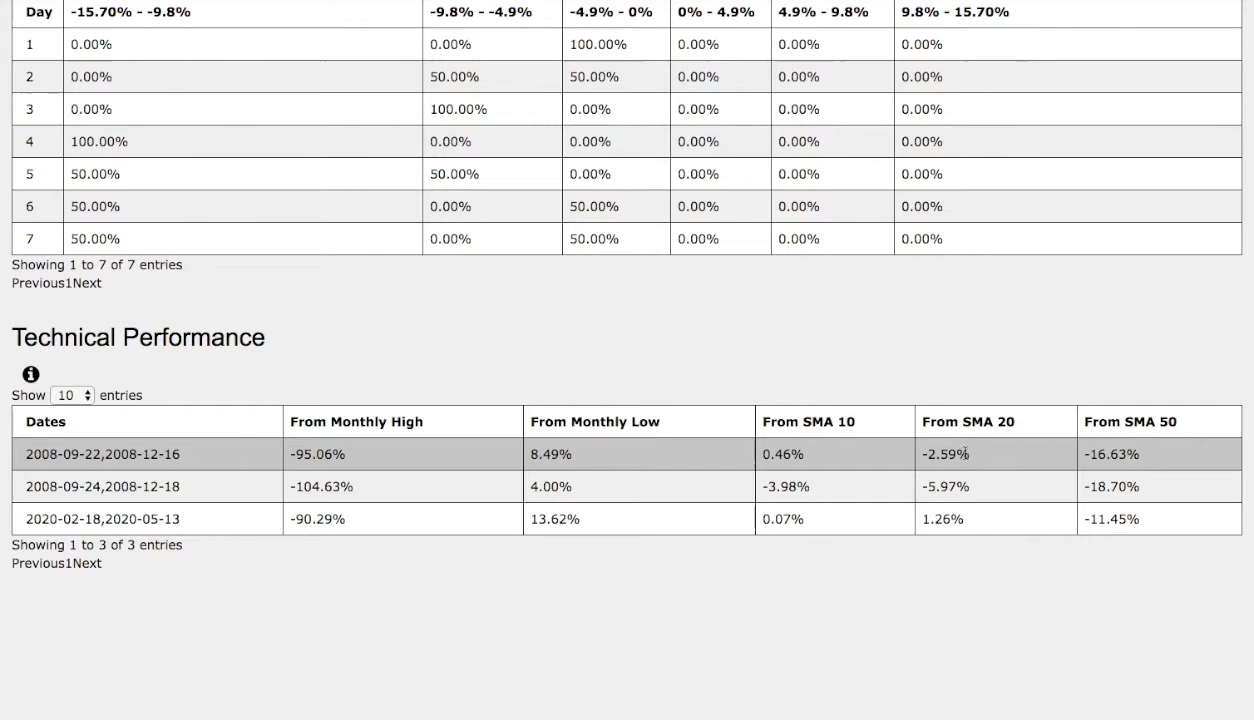 Day -15.70% - -9.8% -9.8% - -4.9% -4.9% - 0% 0% - 4.9% 4.9% - 9.8% 9.8% - 15.70%
1 0.00% 0.00% 100.00% 0.00% 0.00% 0.00%
2 0.00% 50.00% 50.00% 0.00% 0.00% 0.00%
3 0.00% 100.00% 0.00% 0.00% 0.00% 0.00%
4 100.00% 0.00% 0.00% 0.00% 0.00% 0.00%
5 50.00% 50.00% 0.00% 0.00% 0.00% 0.00%
6 50.00% 0.00% 50.00% 0.00% 0.00% 0.00%
7 50.00% 0.00% 50.00% 0.00% 0.00% 0.00%
Showing 1 to 7 of 7 entries
Previous1Next
Technical Performance
Show 10 entries
Dates From Monthly High From Monthly Low From SMA 10 From SMA 20 From SMA 50
2008-09-22,2008-12-16 -95.06% 8.49% 0.46% -2.59% -16.63%
2008-09-24,2008-12-18 -104.63% 4.00% -3.98% -5.97% -18.70%
2020-02-18,2020-05-13 -90.29% 13.62% 0.07% 1.26% -11.45%
Showing 1 to 3 of 3 entries
Previous1Next